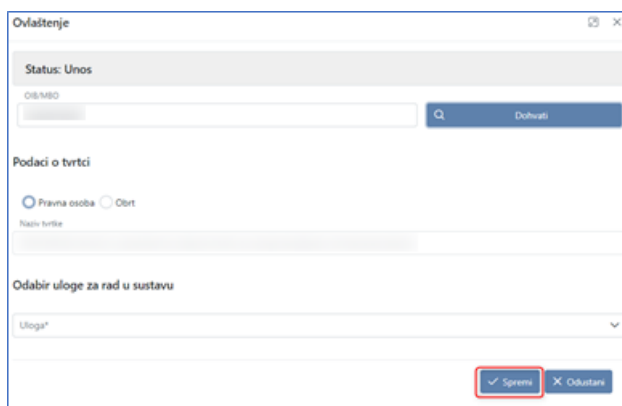 Ovlaštenje
Status: Unos
OIB/MBO
Dohvati
Podaci o tvrtci
Pravna osoba Obrt
Naziv tvrtke
Odabir uloge za rad u sustavu
Uloga*
Spremi Odustani